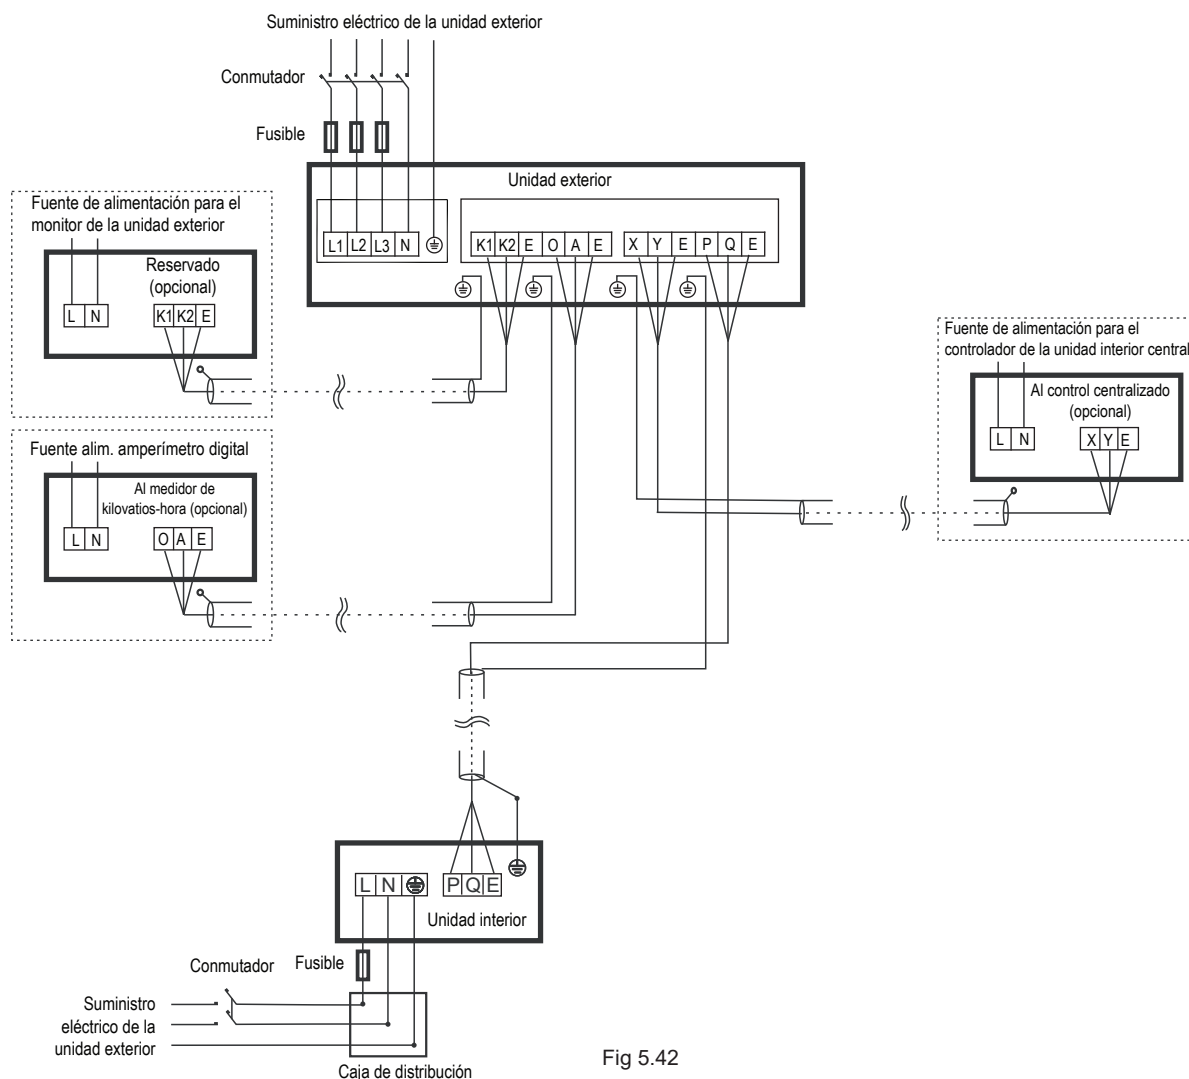 Suministro eléctrico de la unidad exterior
Conmutador
Fusible
Unidad exterior
L1 L2 L3 N
K1 K2 E O A E X Y E P Q E
Fuente de alimentación para el
monitor de la unidad exterior
Reservado
(opcional)
L N
K1 K2 E
Fuente alim. amperímetro digital
Al medidor de
kilovatios-hora (opcional)
L N
O A E
Fuente de alimentación para el
controlador de la unidad interior central
Al control centralizado
(opcional)
L N
X Y E
L N
P Q E
Unidad interior
Conmutador
Fusible
Suministro
eléctrico de la
unidad exterior
Caja de distribución
Fig 5.42